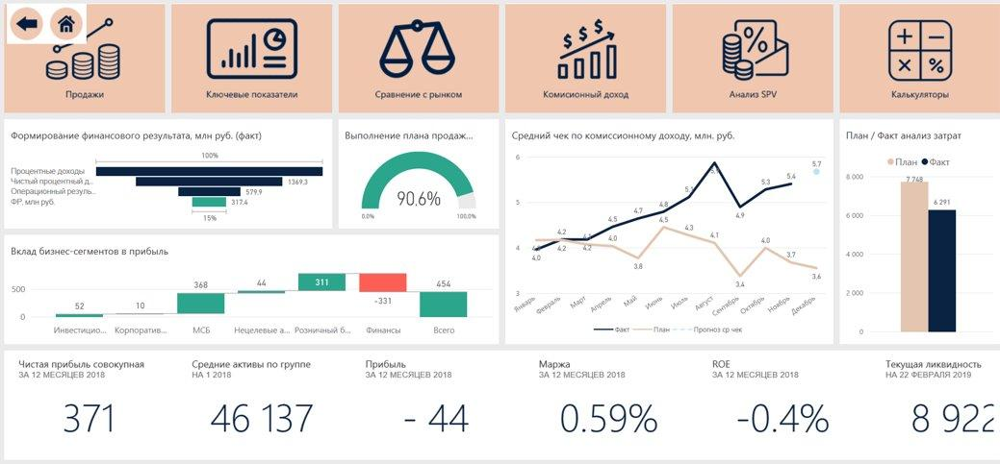 Продажи
Ключевые показатели
Сравнение с рынком
Комисионный доход
Анализ SPV
Калькуляторы
Формирование финансового результата, млн руб. (факт)
100%
Процентные доходы
Чистый процентный д...
1369,3
Операционный резуль...
579,9
ФР, млн руб.
317,4
15%
Выполнение плана продаж...
90,6%
0,0%
100,0%
Вклад бизнес-сегментов в прибыль
500
0
52
10
368
44
311
-331
454
Инвестицио...
Корпоратив...
МСБ
Нецелевые а...
Розничный б...
Финансы
Всего
Средний чек по комиссионному доходу, млн. руб.
6
5
4
3
4,0
4,2
4,2
4,2
4,5
4,0
4,7
3,8
4,8
4,5
5,1
4,3
4,1
4,9
3,4
5,3
4,0
5,4
3,7
5,7
3,6
Январь
Февраль
Март
Апрель
Май
Июнь
Июль
Август
Сентябрь
Октябрь
Ноябрь
Декабрь
Факт
План
Прогноз ср чек
План / Факт анализ затрат
План
Факт
8 000
6 000
4 000
2 000
0
7 748
6 291
Чистая прибыль совокупная
ЗА 12 МЕСЯЦЕВ 2018
371
Средние активы по группе
НА 1 2018
46 137
Прибыль
ЗА 12 МЕСЯЦЕВ 2018
- 44
Маржа
ЗА 12 МЕСЯЦЕВ 2018
0.59%
ROE
ЗА 12 МЕСЯЦЕВ 2018
-0.4%
Текущая ликвидность
НА 22 ФЕВРАЛЯ 2019
8 922